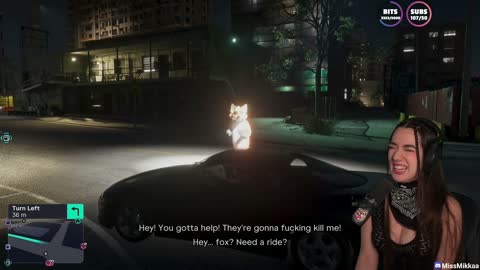 BITS
SUBS
107/50
Turn Left
36 m
Hey! You gotta help! They're gonna fucking kill me!
Hey... fox? Need a ride?
MissMikkaa